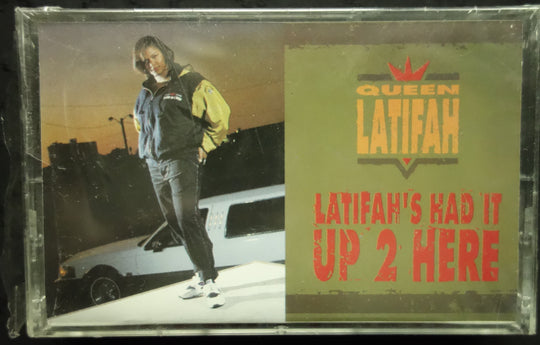 QUEEN
LATIFAH
LATIFAH'S HAD IT
UP 2 HERE